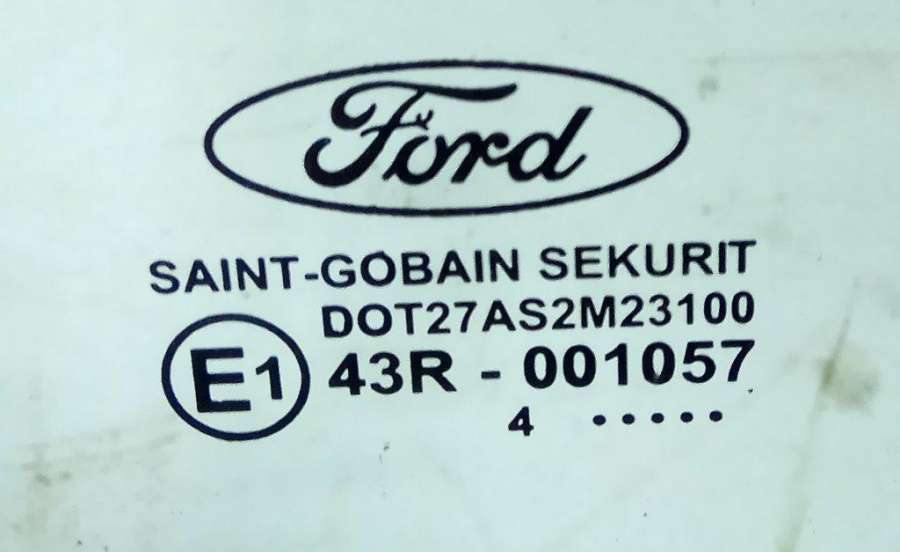 Ford
SAINT-GOBAIN SEKURIT
DOT27AS2M23100
E1 43R - 001057
4 •••••